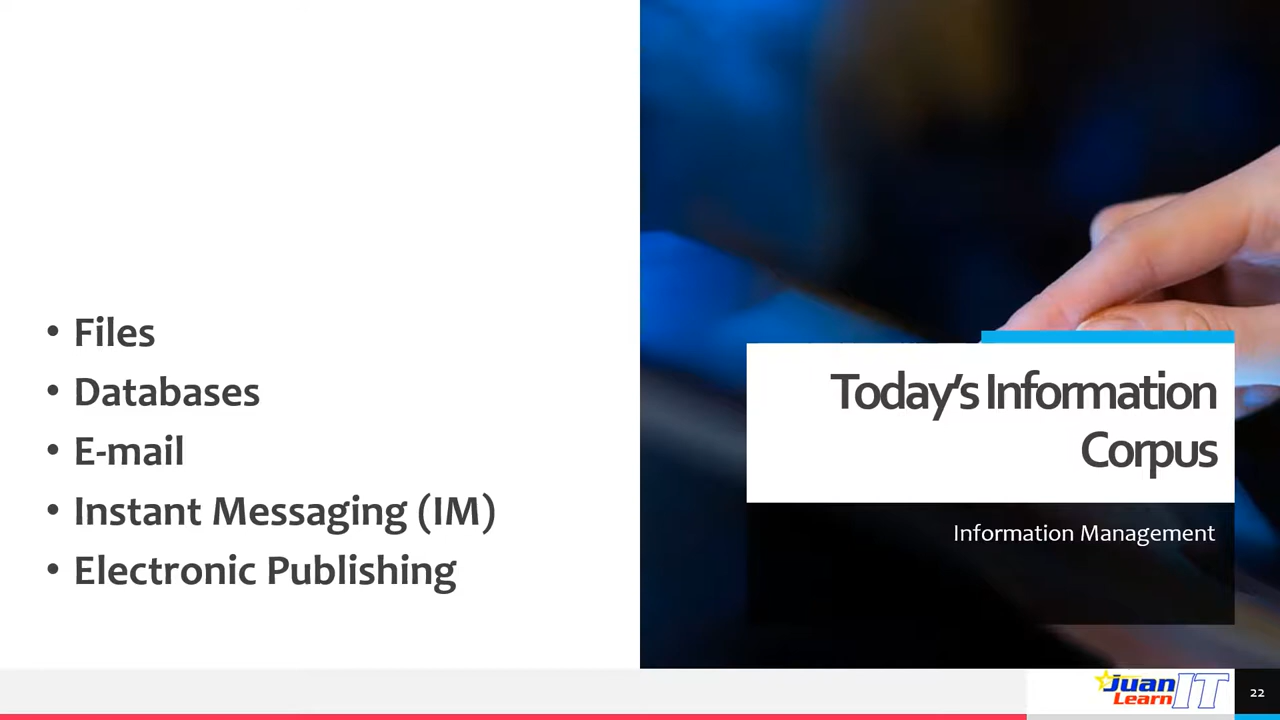 • Files
• Databases
• E-mail
• Instant Messaging (IM)
• Electronic Publishing
Today's Information
Corpus
Information Management
Juan
Learn IT
22